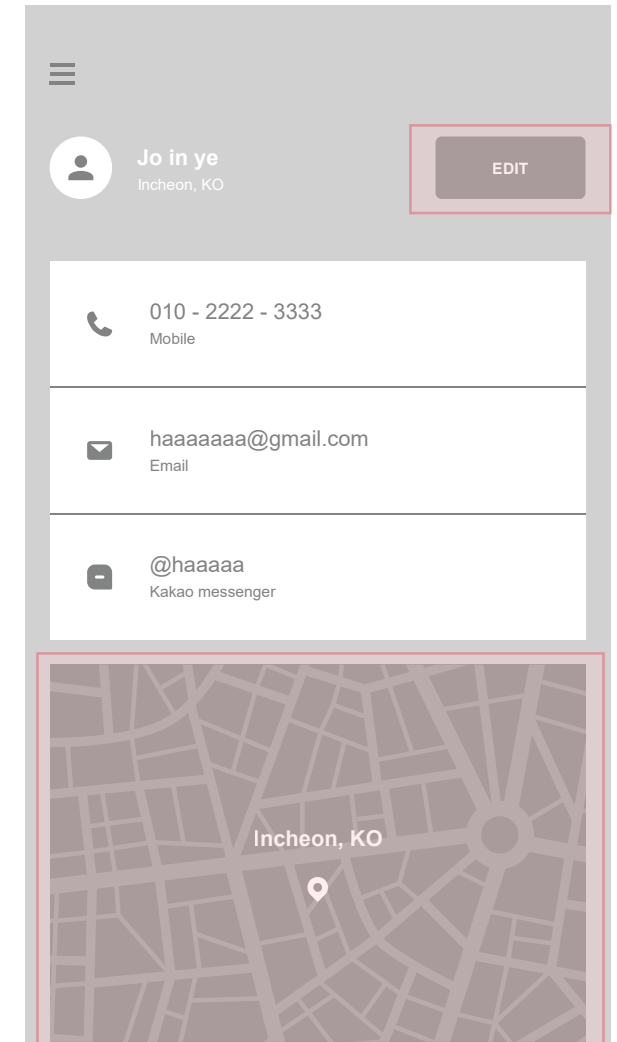 Jo in ye
Incheon, KO
EDIT
010 - 2222 - 3333
Mobile
haaaaaaa@gmail.com
Email
@haaaaa
Kakao messenger
Incheon, KO